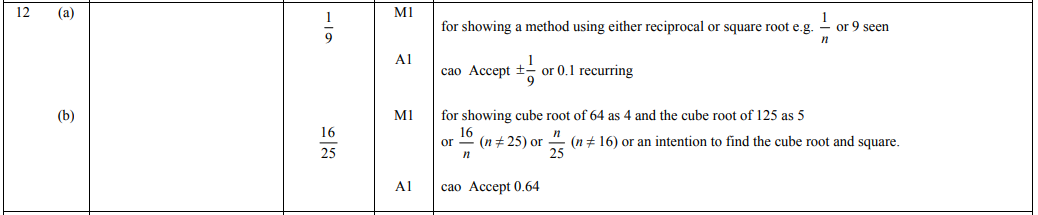 12 (a) 1/9 M1 for showing a method using either reciprocal or square root e.g. 1/n or 9 seen
A1 cao Accept ±1/9 or 0.1 recurring
(b) M1 for showing cube root of 64 as 4 and the cube root of 125 as 5
16/25 or 16/n (n ≠ 25) or n/25 (n ≠ 16) or an intention to find the cube root and square.
A1 cao Accept 0.64